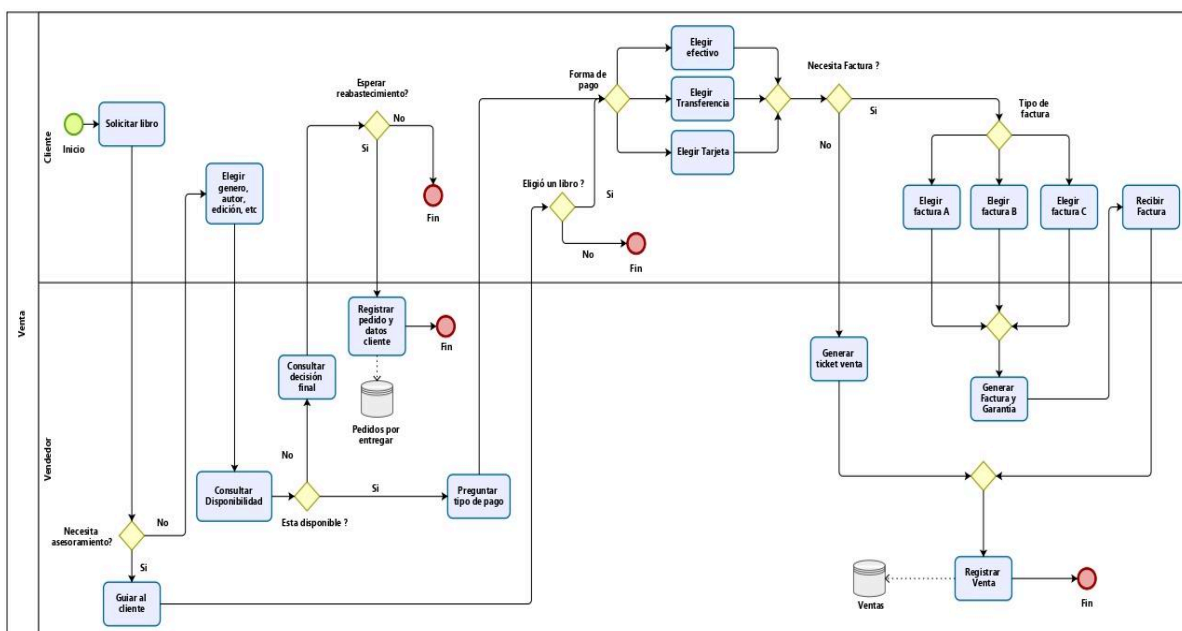 Venta
Cliente
Vendedor
Inicio
Solicitar libro
Necesita
asesoramiento?
No
Si
Guiar al
cliente
Elegir
genero,
autor,
edición, etc
Consultar
Disponibilidad
Esta disponible ?
No
Si
Consultar
decisión
final
Esperar
reabastecimiento?
No
Si
Fin
Registrar
pedido y
datos
cliente
Fin
Pedidos por
entregar
Preguntar
tipo de pago
Eligió un libro ?
Si
No
Fin
Forma de
pago
Elegir
efectivo
Elegir
Transferencia
Elegir Tarjeta
Necesita Factura ?
Si
No
Tipo de
factura
Elegir
factura A
Elegir
factura B
Elegir
factura C
Recibir
Factura
Generar
ticket venta
Generar
Factura y
Garantía
Registrar
Venta
Ventas
Fin